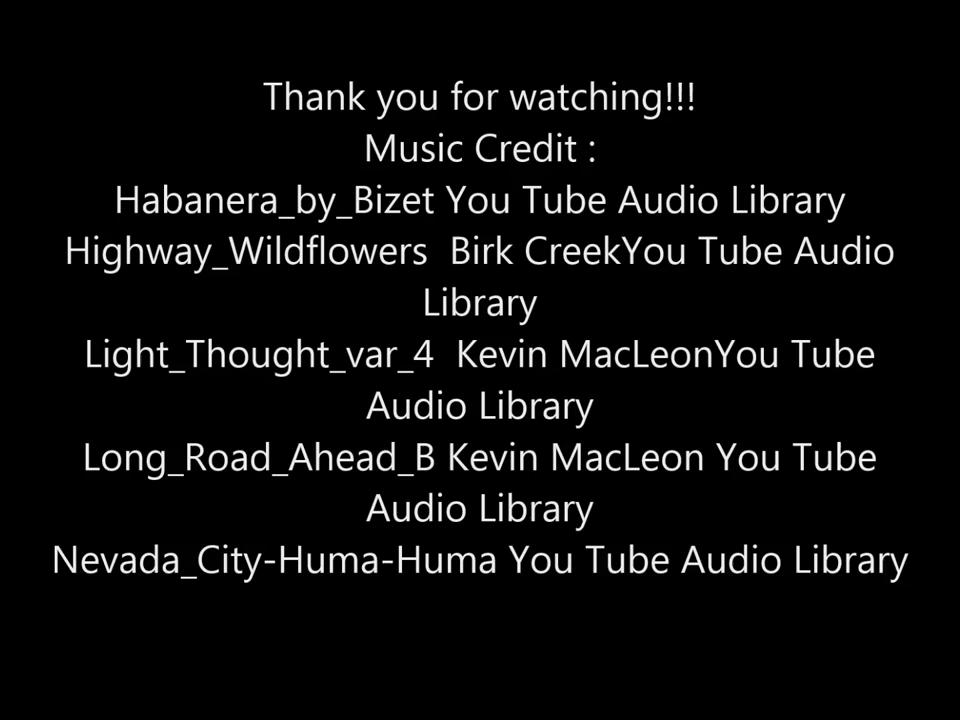 Thank you for watching!!!
Music Credit :
Habanera_by_Bizet You Tube Audio Library
Highway_Wildflowers  Birk CreekYou Tube Audio
Library
Light_Thought_var_4  Kevin MacLeonYou Tube
Audio Library
Long_Road_Ahead_B Kevin MacLeon You Tube
Audio Library
Nevada_City-Huma-Huma You Tube Audio Library